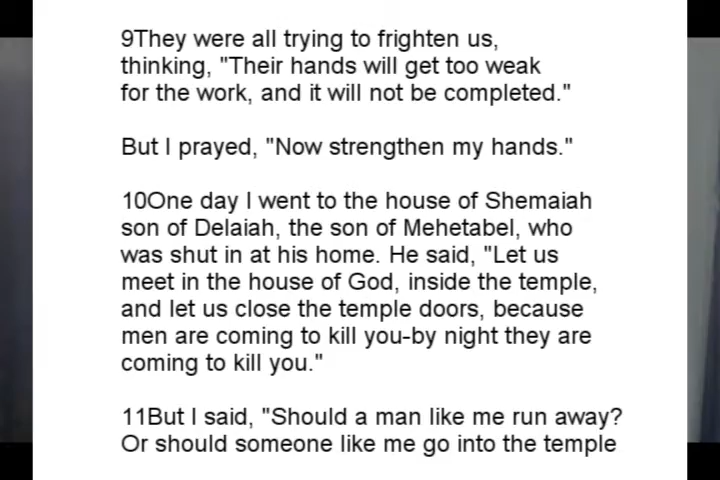 9They were all trying to frighten us,
thinking, "Their hands will get too weak
for the work, and it will not be completed."
But I prayed, "Now strengthen my hands."
10One day I went to the house of Shemaiah
son of Delaiah, the son of Mehetabel, who
was shut in at his home. He said, "Let us
meet in the house of God, inside the temple,
and let us close the temple doors, because
men are coming to kill you-by night they are
coming to kill you."
11But I said, "Should a man like me run away?
Or should someone like me go into the temple